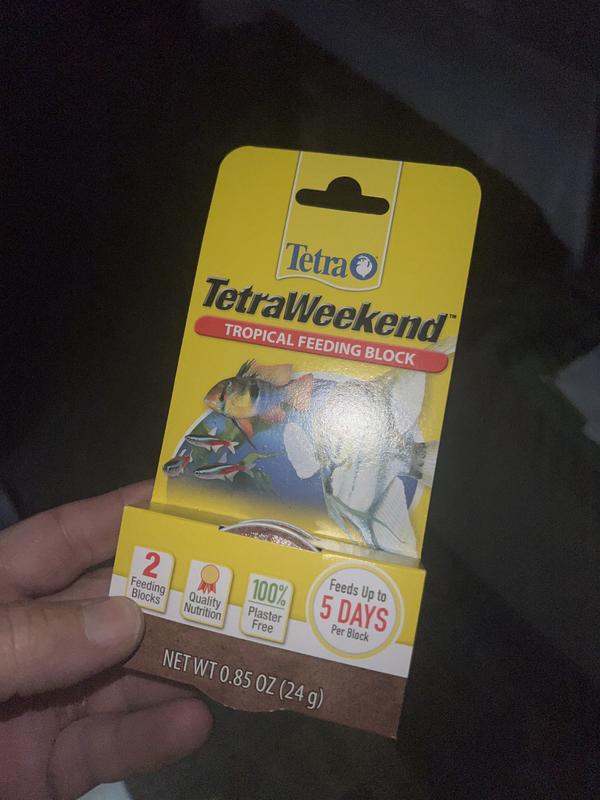 Tetra
TetraWeekend™
TROPICAL FEEDING BLOCK
2
Feeding
Blocks
Quality
Nutrition
100%
Plaster
Free
Feeds Up to
5 DAYS
Per Block
NET WT 0.85 OZ (24 g)